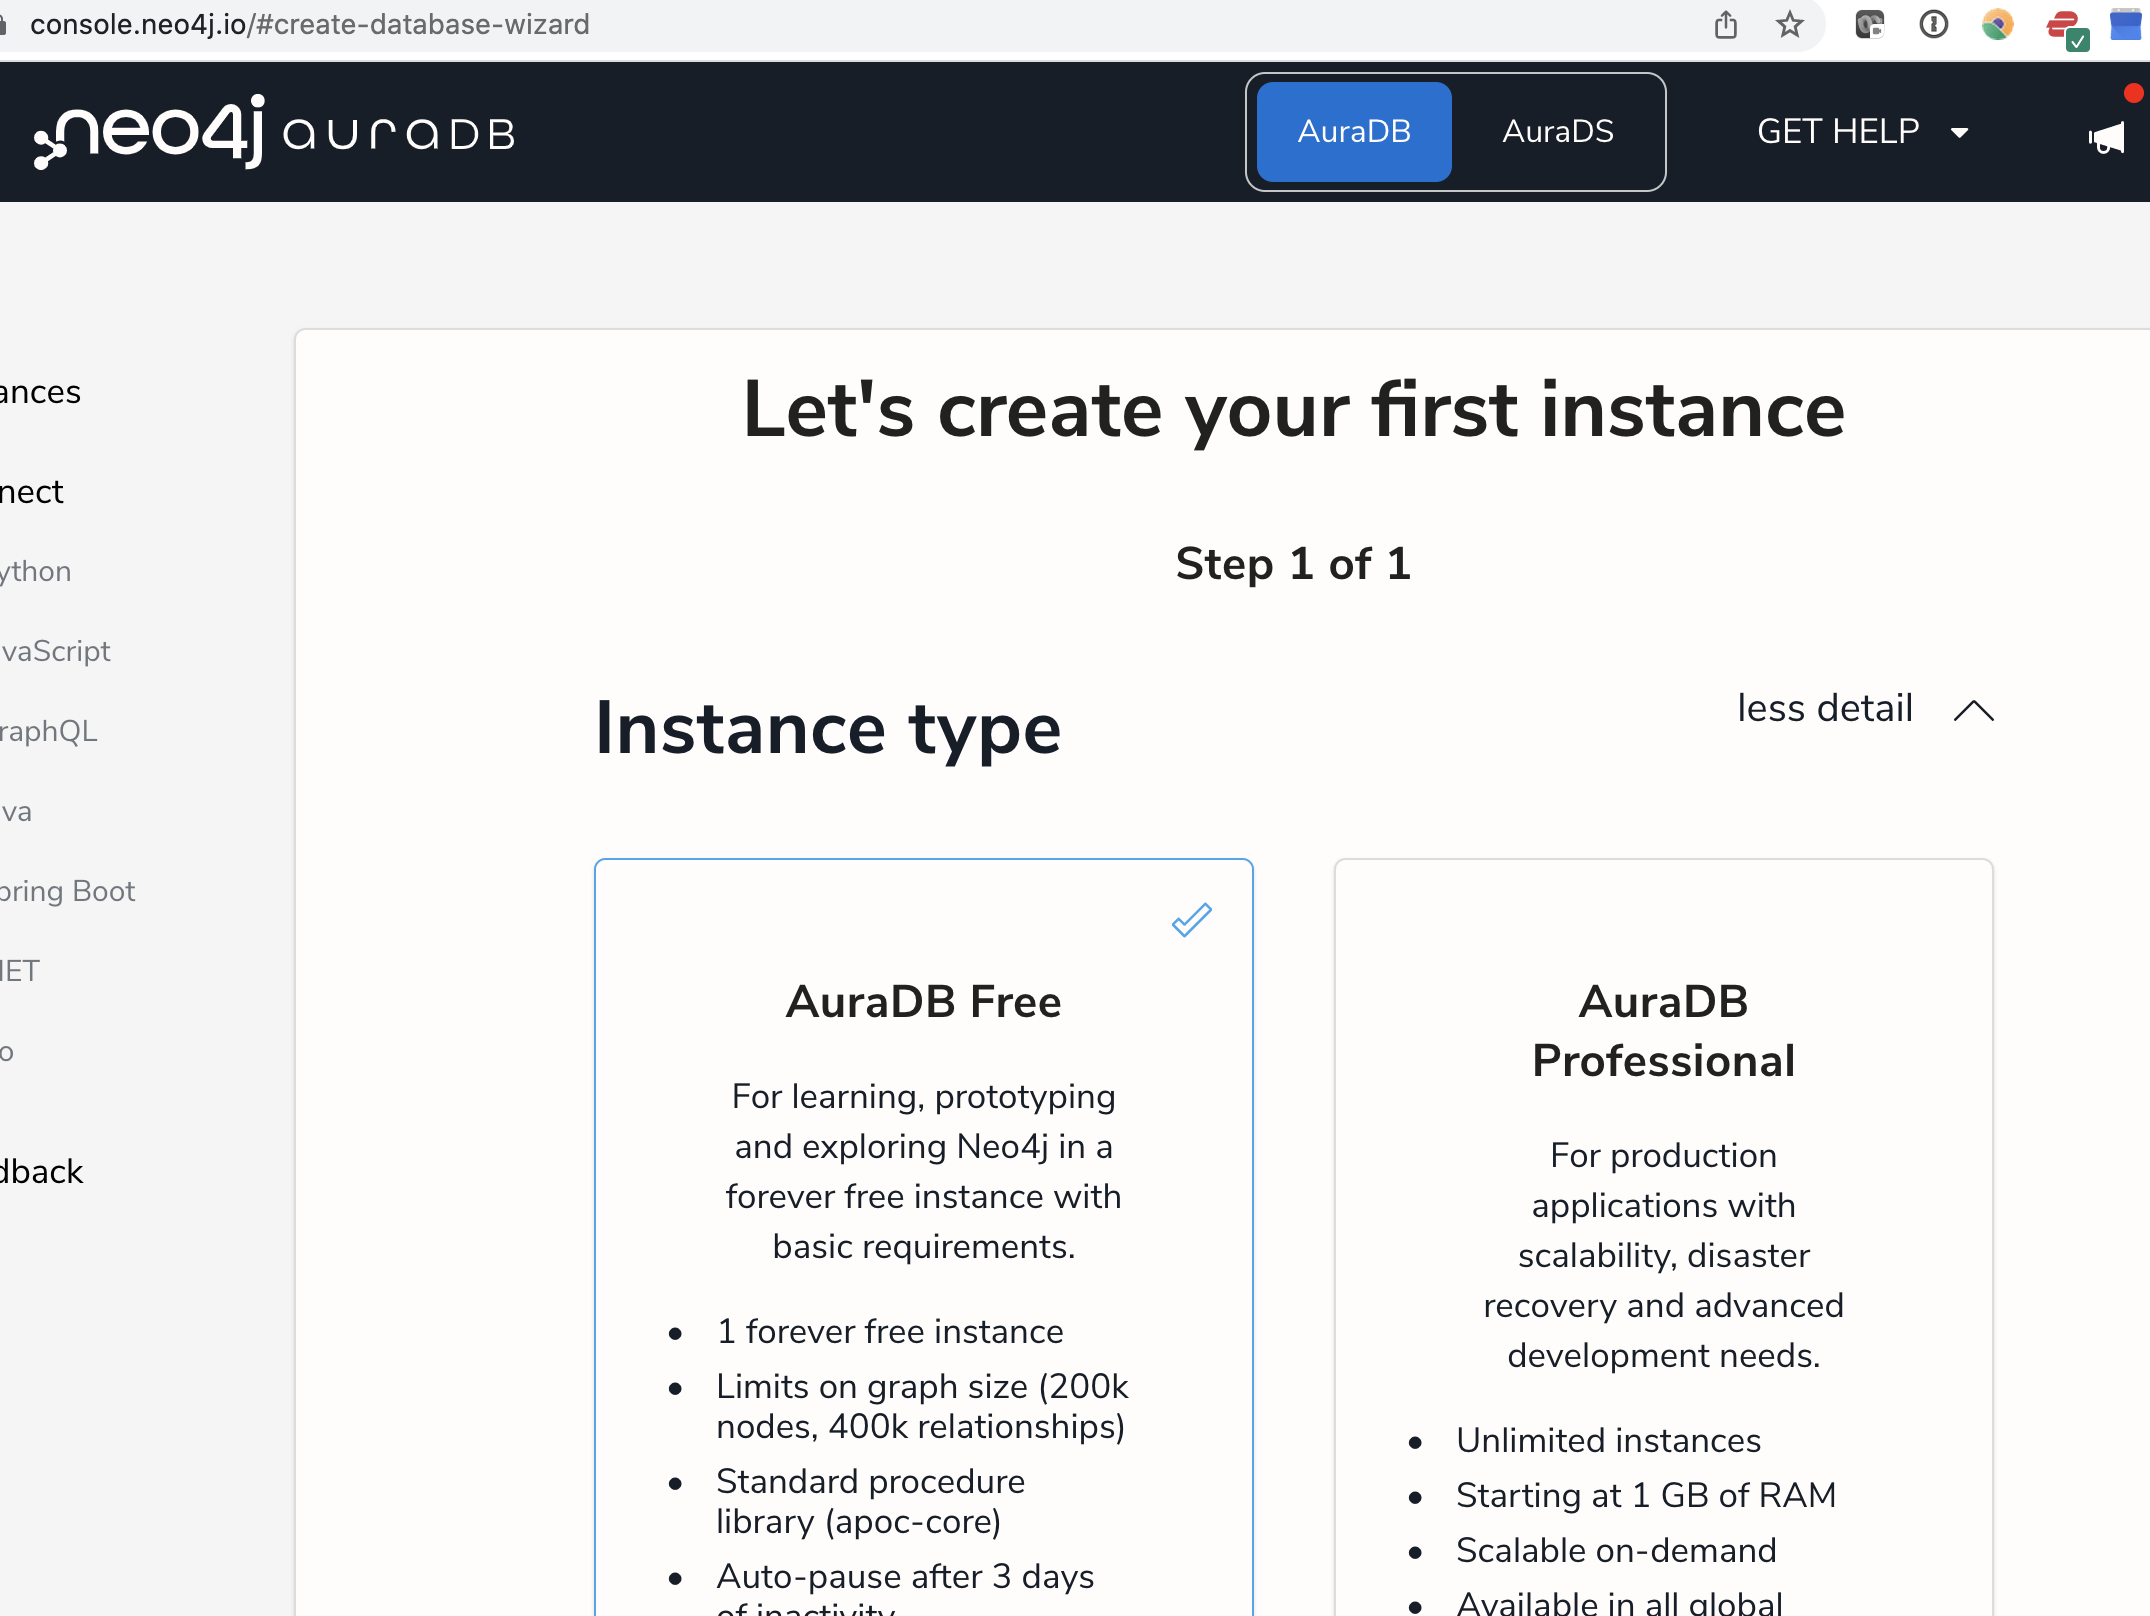 console.neo4j.io/#create-database-wizard
neo4j auraDB
AuraDB
AuraDS
GET HELP
ances
nect
ython
vaScript
raphQL
va
pring Boot
NET
o
dback
Let's create your first instance
Step 1 of 1
Instance type
less detail
AuraDB Free
For learning, prototyping
and exploring Neo4j in a
forever free instance with
basic requirements.
• 1 forever free instance
• Limits on graph size (200k
nodes, 400k relationships)
• Standard procedure
library (apoc-core)
• Auto-pause after 3 days
of inactivity
AuraDB
Professional
For production
applications with
scalability, disaster
recovery and advanced
development needs.
• Unlimited instances
• Starting at 1 GB of RAM
• Scalable on-demand
• Available in all global